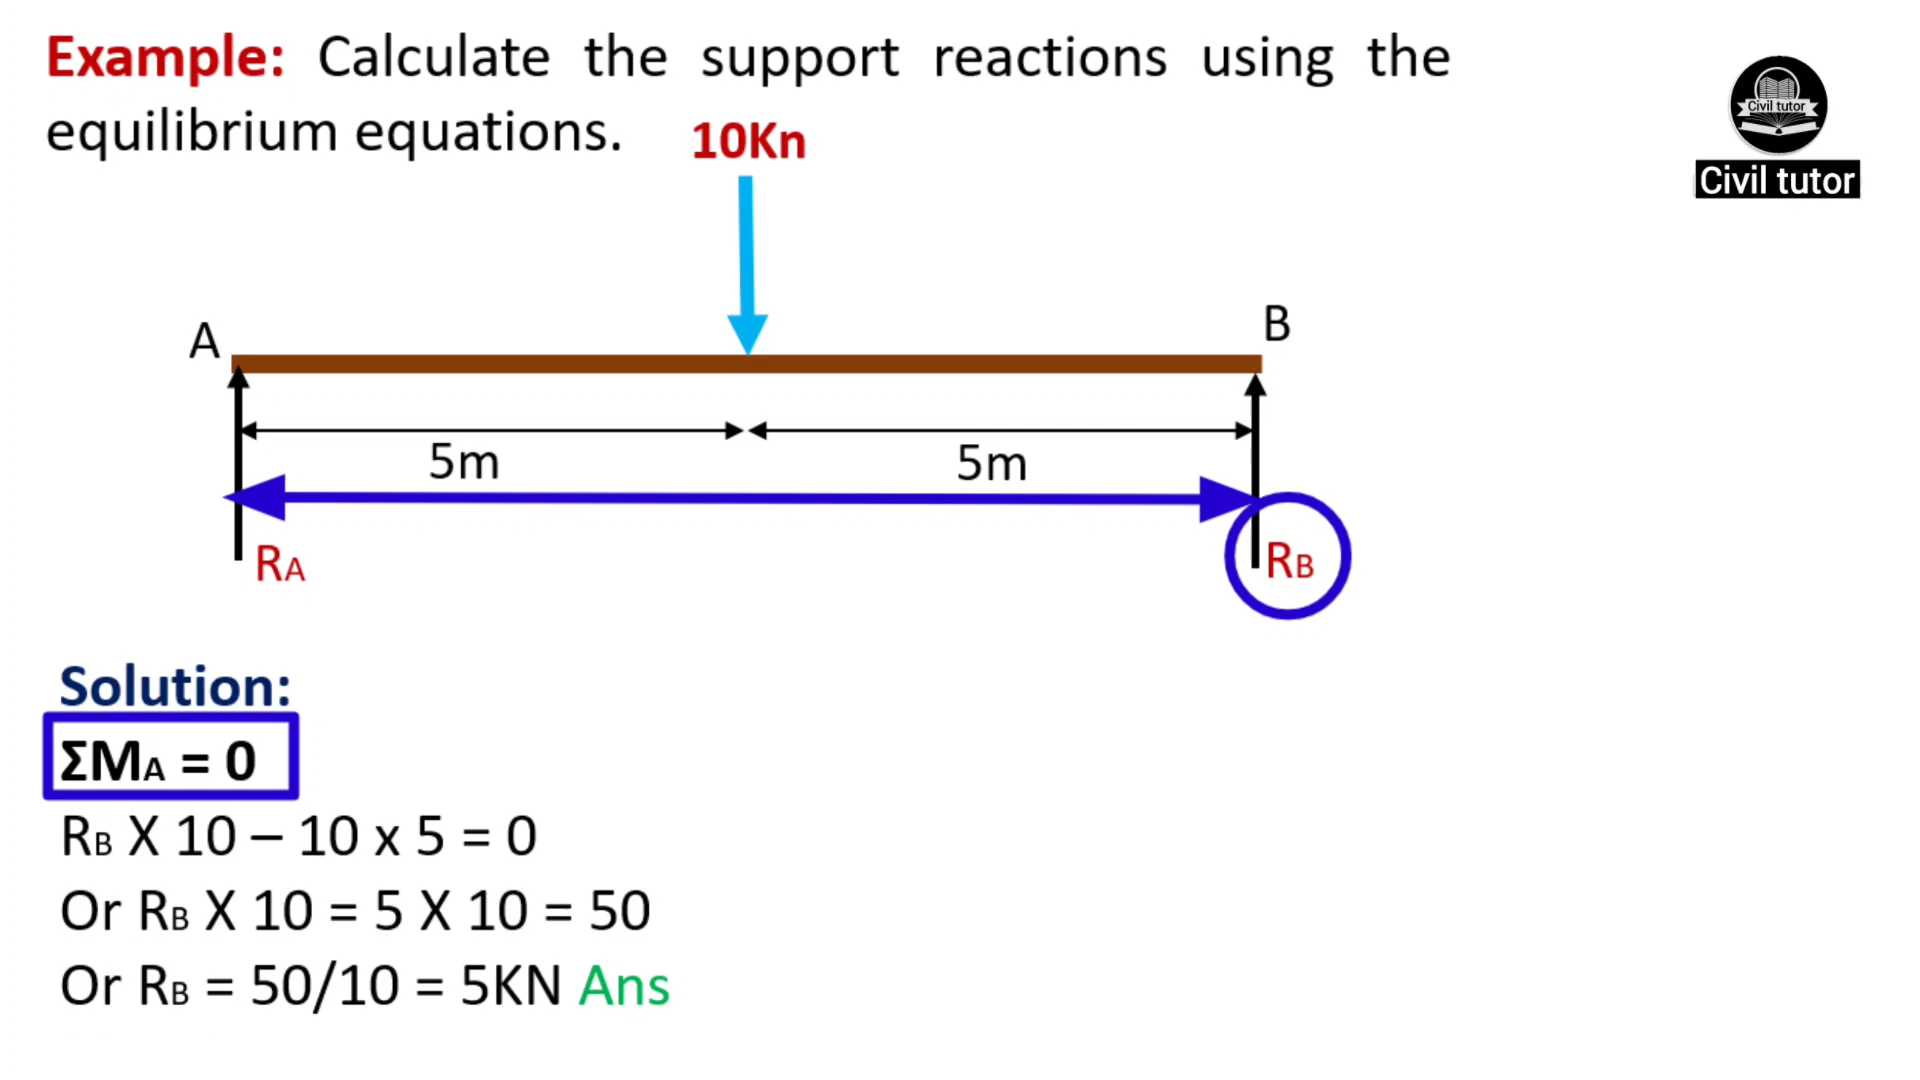 Example: Calculate the support reactions using the
equilibrium equations.
10Kn
Civil tutor
Civil tutor
A
B
5m
5m
RA
RB
Solution:
ΣMA = 0
RB X 10 – 10 x 5 = 0
Or RB X 10 = 5 X 10 = 50
Or RB = 50/10 = 5KN Ans